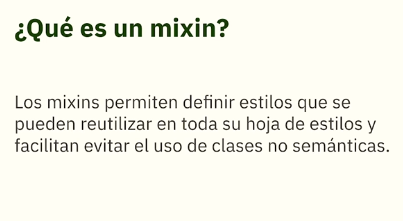 ¿Qué es un mixin?
Los mixins permiten definir estilos que se
pueden reutilizar en toda su hoja de estilos y
facilitan evitar el uso de clases no semánticas.